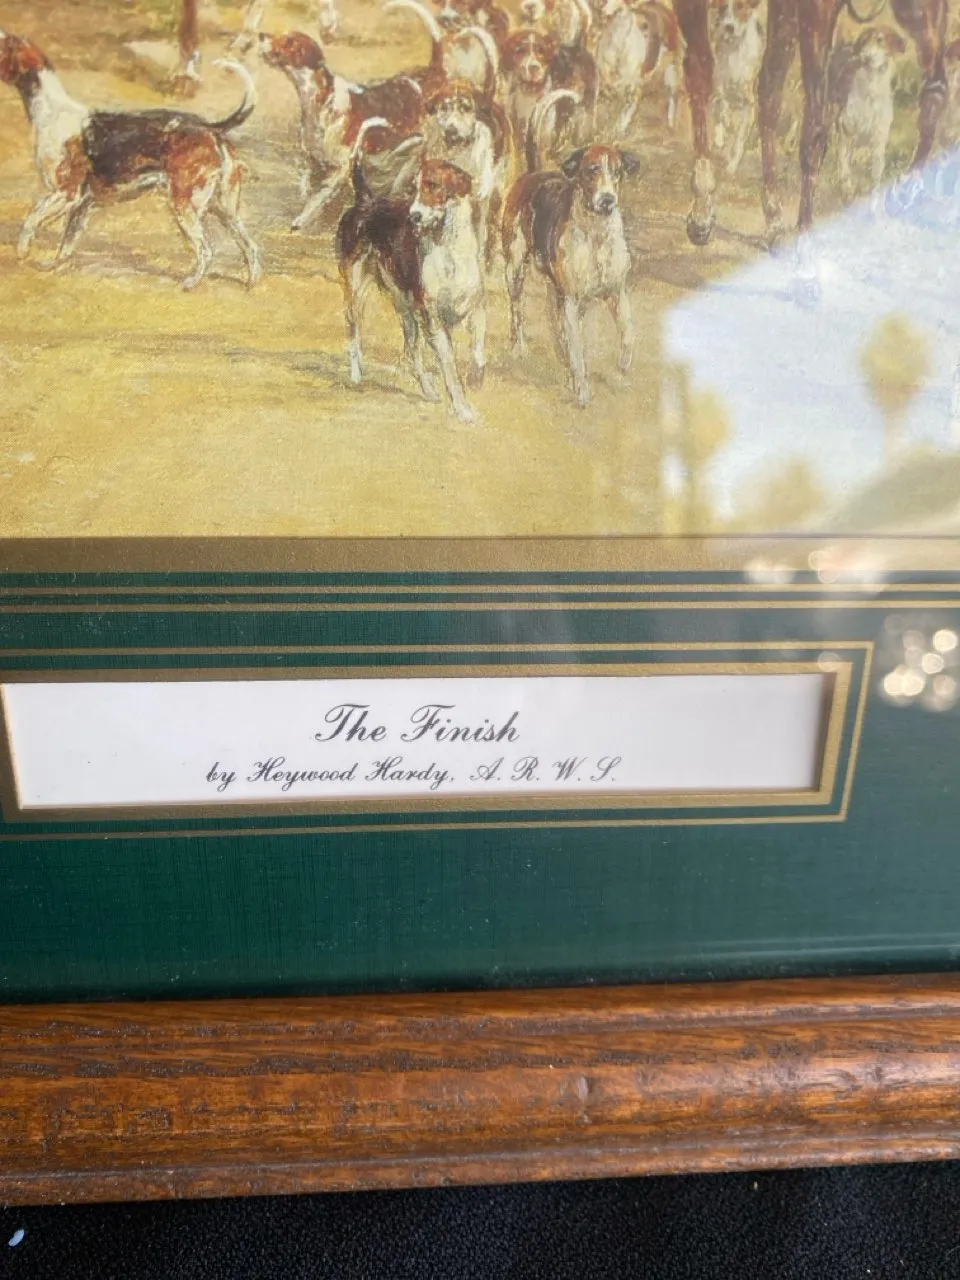 The Finish
by Heywood Hardy, A. R. W. S.